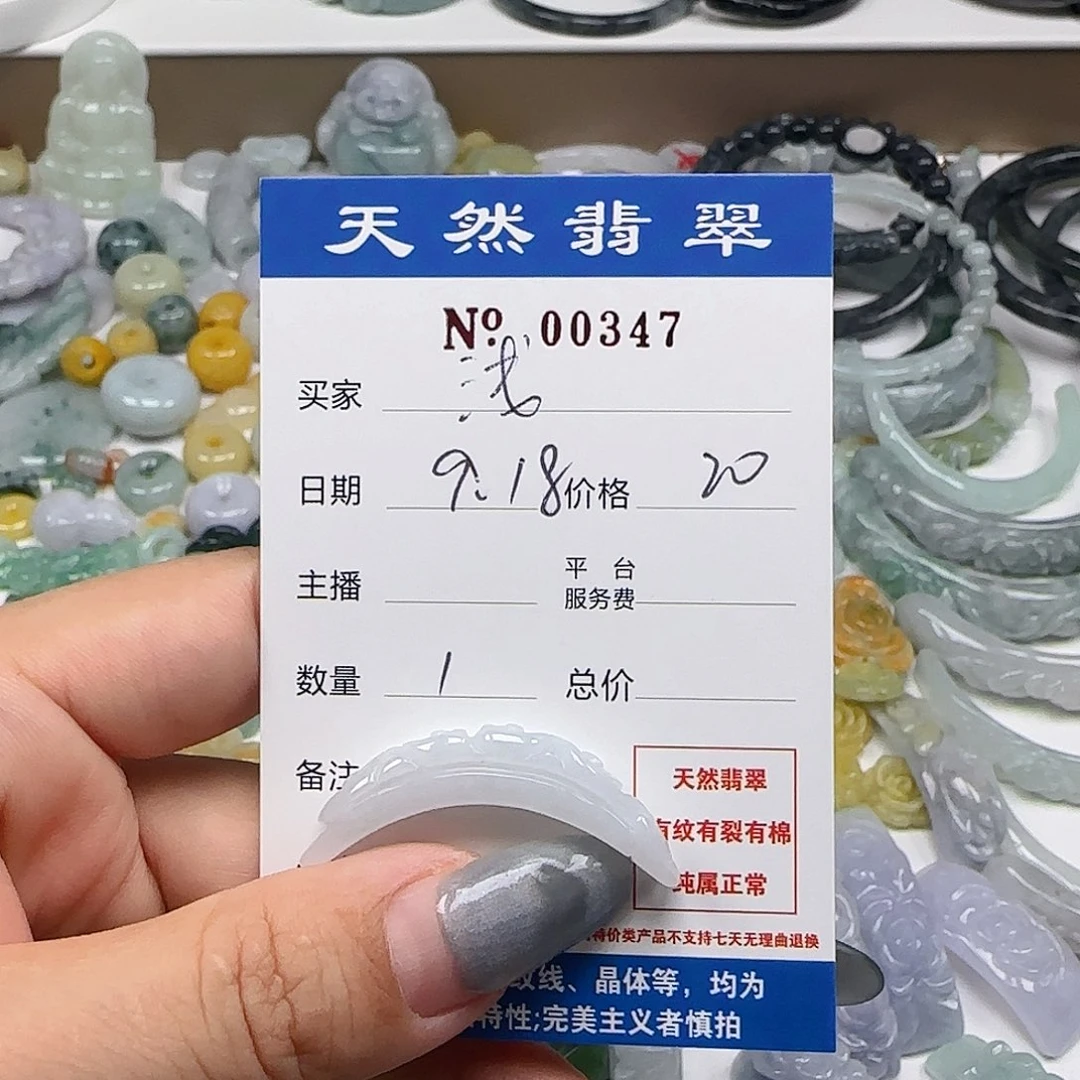 天然翡翠
Nº 00347
买家 浅
日期 9.18 价格 20
主播 平台服务费
数量 1 总价
备注
天然翡翠
有纹有裂有棉
纯属正常
特价类产品不支持七天无理由退换
纹线、晶体等，均为
特性;完美主义者慎拍